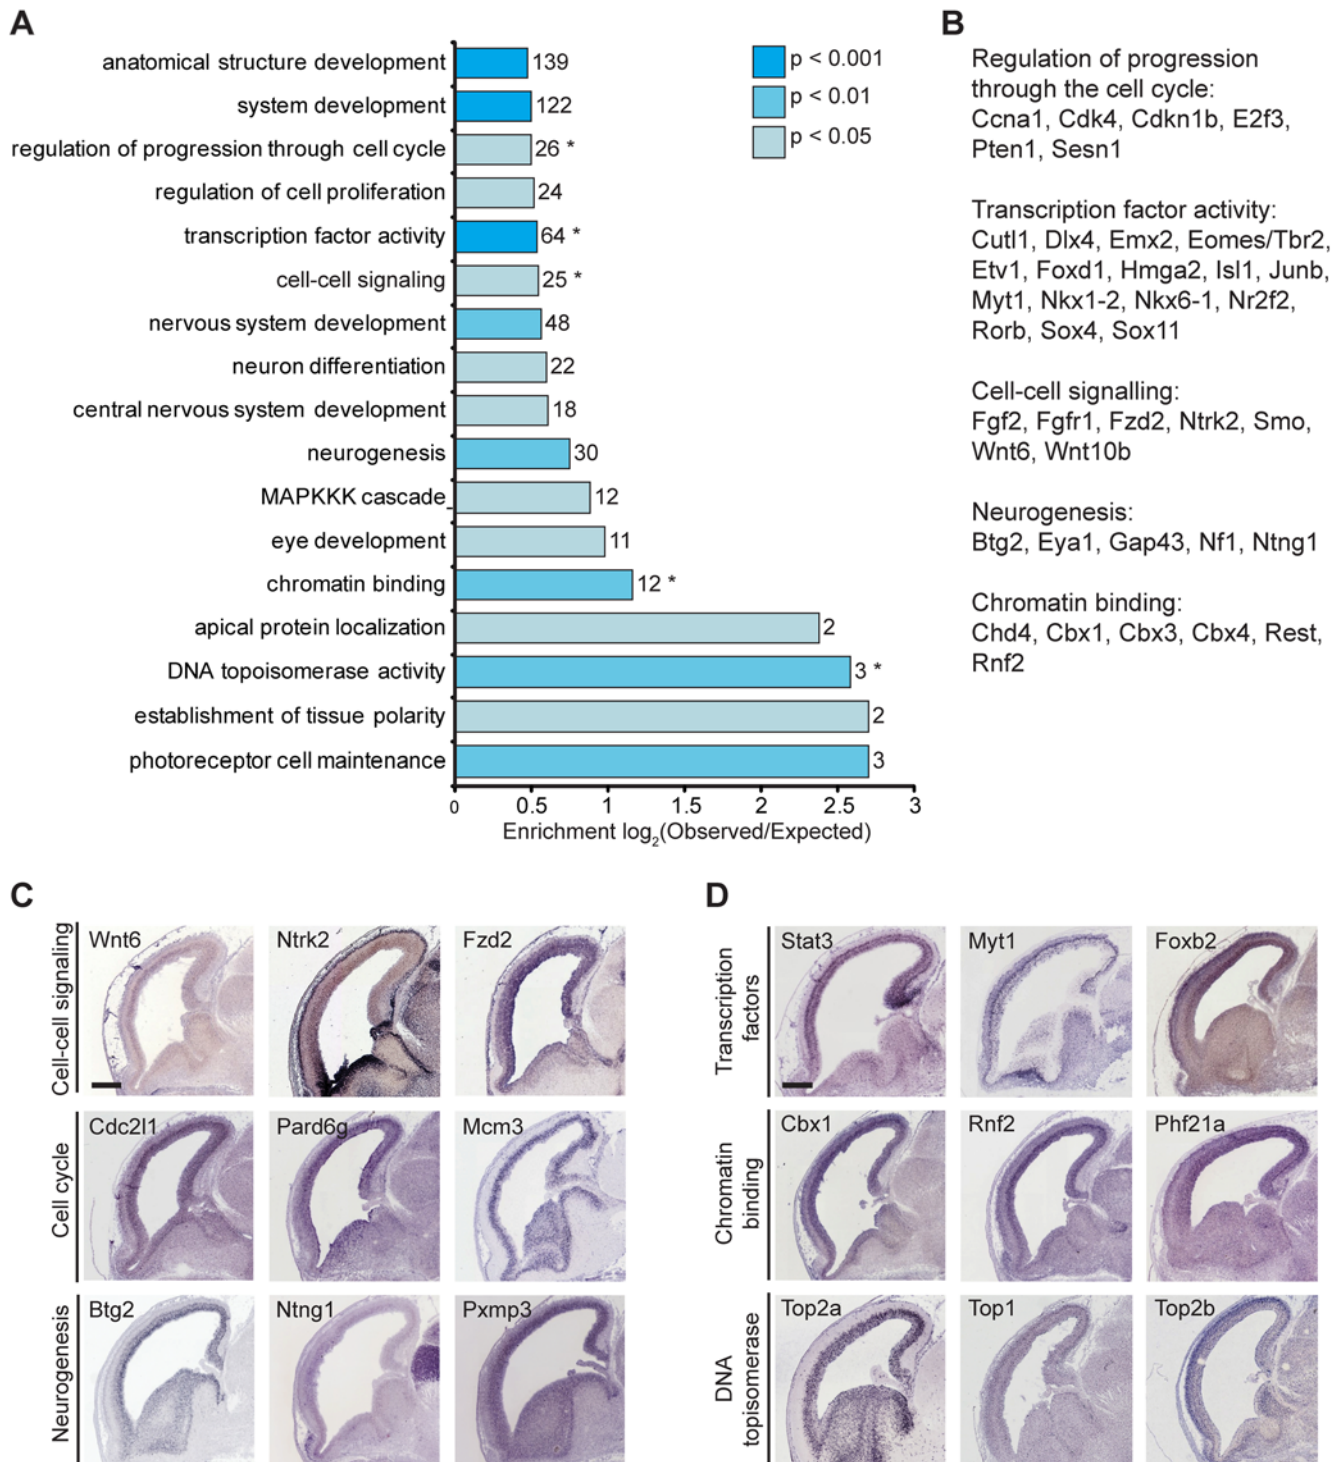 A
anatomical structure development 139
system development 122
regulation of progression through cell cycle 26 *
regulation of cell proliferation 24
transcription factor activity 64 *
cell-cell signaling 25 *
nervous system development 48
neuron differentiation 22
central nervous system development 18
neurogenesis 30
MAPKKK cascade 12
eye development 11
chromatin binding 12 *
apical protein localization 2
DNA topoisomerase activity 3 *
establishment of tissue polarity 2
photoreceptor cell maintenance 3
0 0.5 1 1.5 2 2.5 3
Enrichment log2(Observed/Expected)
p < 0.001
p < 0.01
p < 0.05
B
Regulation of progression
through the cell cycle:
Ccna1, Cdk4, Cdkn1b, E2f3,
Pten1, Sesn1
Transcription factor activity:
Cutl1, Dlx4, Emx2, Eomes/Tbr2,
Etv1, Foxd1, Hmga2, Isl1, Junb,
Myt1, Nkx1-2, Nkx6-1, Nr2f2,
Rorb, Sox4, Sox11
Cell-cell signalling:
Fgf2, Fgfr1, Fzd2, Ntrk2, Smo,
Wnt6, Wnt10b
Neurogenesis:
Btg2, Eya1, Gap43, Nf1, Ntng1
Chromatin binding:
Chd4, Cbx1, Cbx3, Cbx4, Rest,
Rnf2
C
Cell-cell signaling
Wnt6 Ntrk2 Fzd2
Cell cycle
Cdc2l1 Pard6g Mcm3
Neurogenesis
Btg2 Ntng1 Pxmp3
D
Transcription
factors
Stat3 Myt1 Foxb2
Chromatin
binding
Cbx1 Rnf2 Phf21a
DNA
topisomerase
Top2a Top1 Top2b